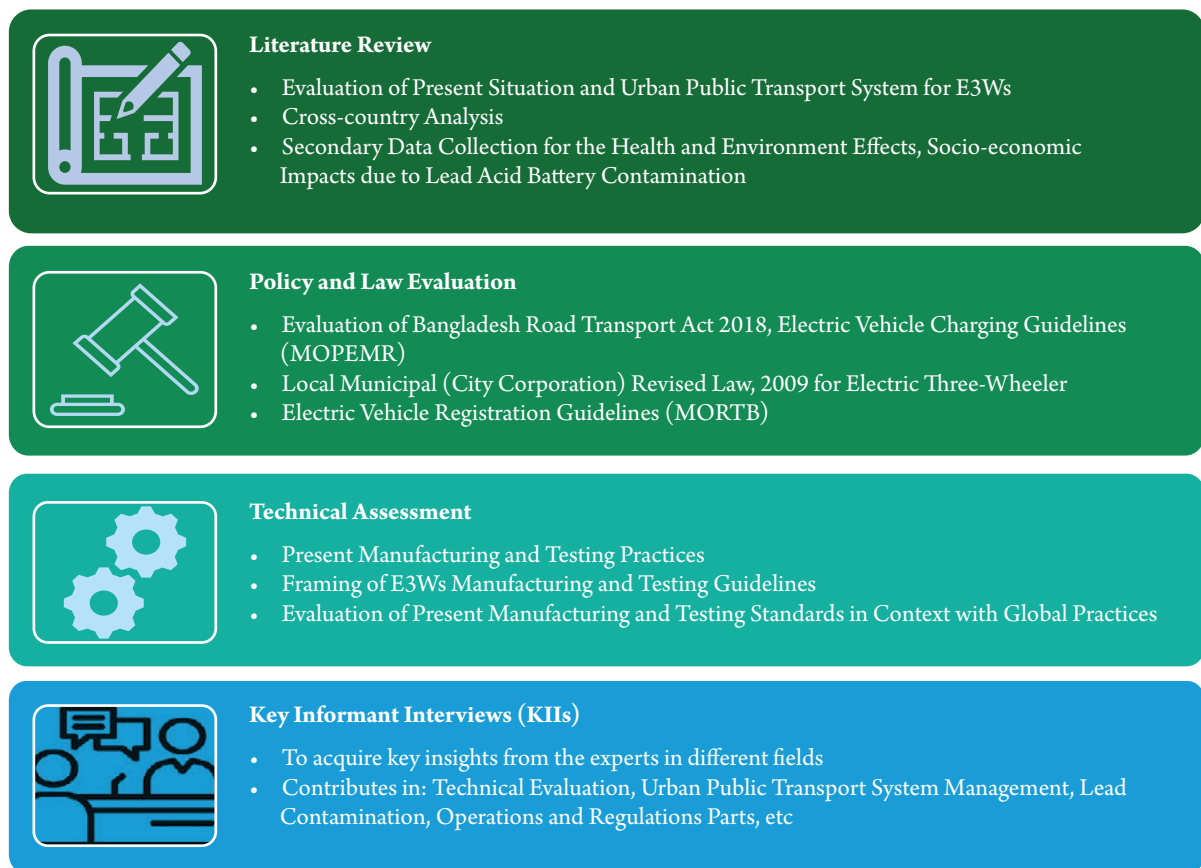 Literature Review
• Evaluation of Present Situation and Urban Public Transport System for E3Ws
• Cross-country Analysis
• Secondary Data Collection for the Health and Environment Effects, Socio-economic
Impacts due to Lead Acid Battery Contamination
Policy and Law Evaluation
• Evaluation of Bangladesh Road Transport Act 2018, Electric Vehicle Charging Guidelines
(MOPEMR)
• Local Municipal (City Corporation) Revised Law, 2009 for Electric Three-Wheeler
• Electric Vehicle Registration Guidelines (MORTB)
Technical Assessment
• Present Manufacturing and Testing Practices
• Framing of E3Ws Manufacturing and Testing Guidelines
• Evaluation of Present Manufacturing and Testing Standards in Context with Global Practices
Key Informant Interviews (KIIs)
• To acquire key insights from the experts in different fields
• Contributes in: Technical Evaluation, Urban Public Transport System Management, Lead
Contamination, Operations and Regulations Parts, etc